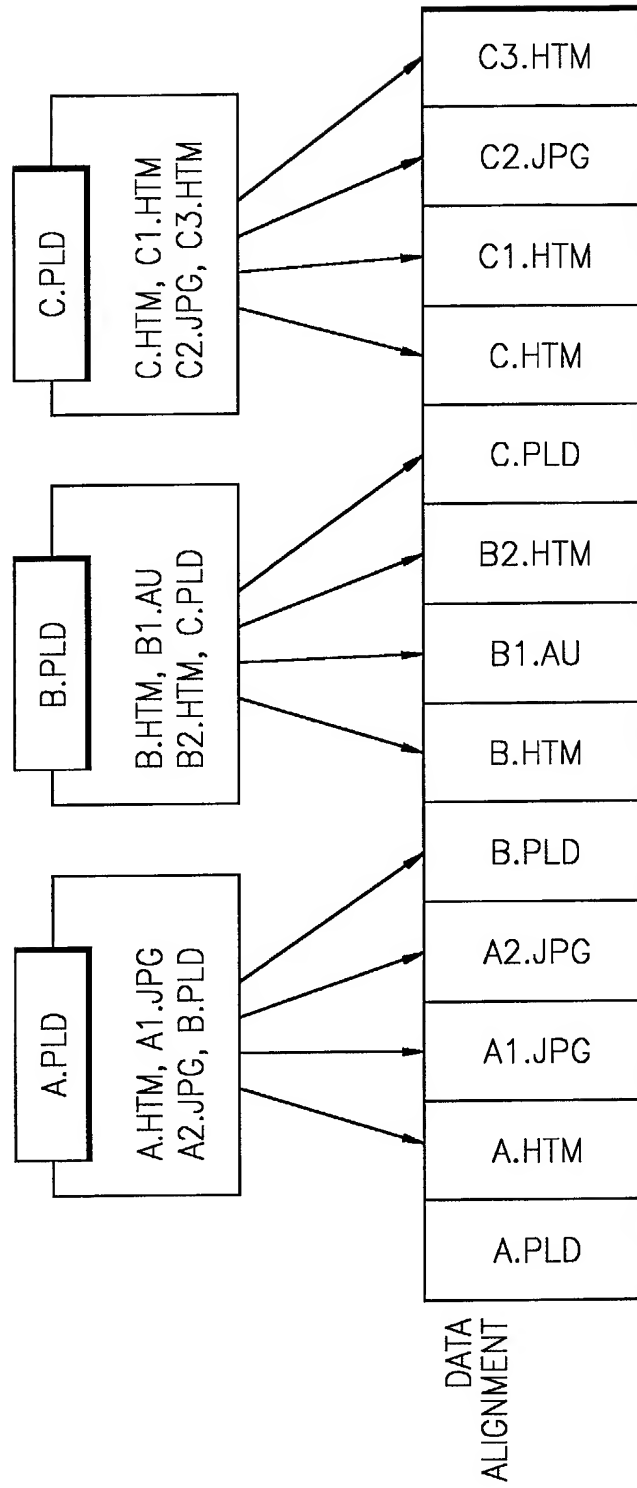 A.PLD
A.HTM, A1.JPG
A2.JPG, B.PLD
B.PLD
B.HTM, B1.AU
B2.HTM, C.PLD
C.PLD
C.HTM, C1.HTM
C2.JPG, C3.HTM
DATA
ALIGNMENT
A.PLD
A.HTM
A1.JPG
A2.JPG
B.PLD
B.HTM
B1.AU
B2.HTM
C.PLD
C.HTM
C1.HTM
C2.JPG
C3.HTM